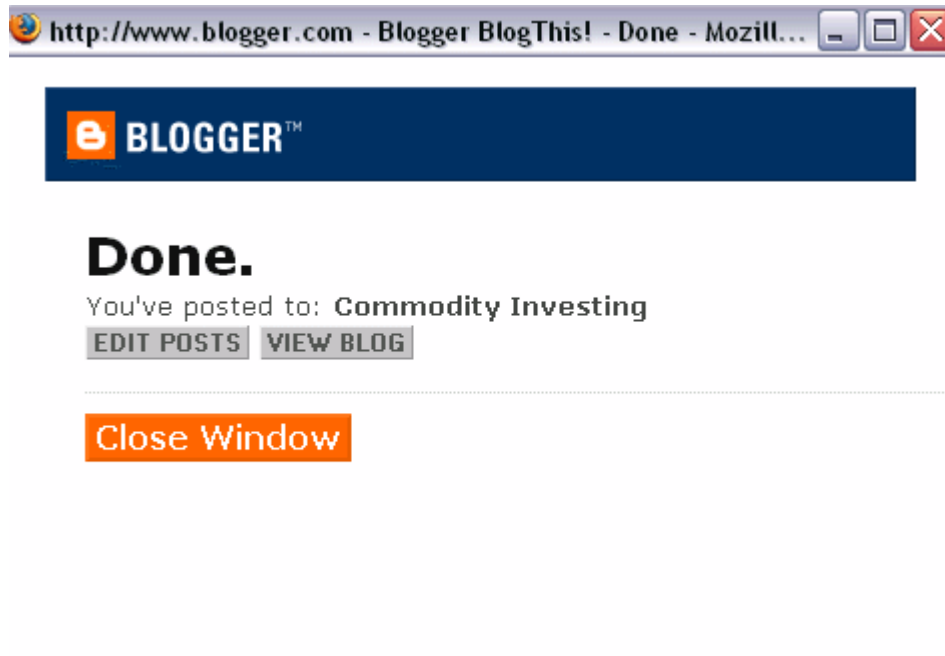 http://www.blogger.com - Blogger BlogThis! - Done - Mozill...
BLOGGER™
Done.
You've posted to: Commodity Investing
EDIT POSTS VIEW BLOG
Close Window